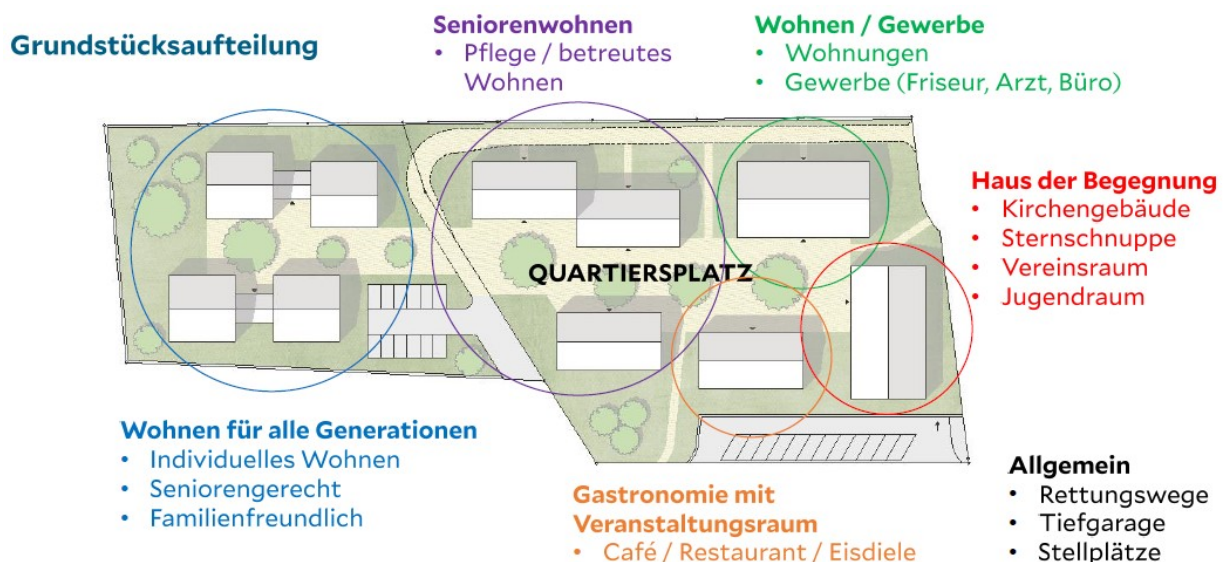 Grundstücksaufteilung
Seniorenwohnen
• Pflege / betreutes
Wohnen
Wohnen / Gewerbe
• Wohnungen
• Gewerbe (Friseur, Arzt, Büro)
Haus der Begegnung
• Kirchengebäude
• Sternschnuppe
• Vereinsraum
• Jugendraum
QUARTIERSPLATZ
Wohnen für alle Generationen
• Individuelles Wohnen
• Seniorengerecht
• Familienfreundlich
Gastronomie mit
Veranstaltungsraum
• Café / Restaurant / Eisdiele
Allgemein
• Rettungswege
• Tiefgarage
• Stellplätze